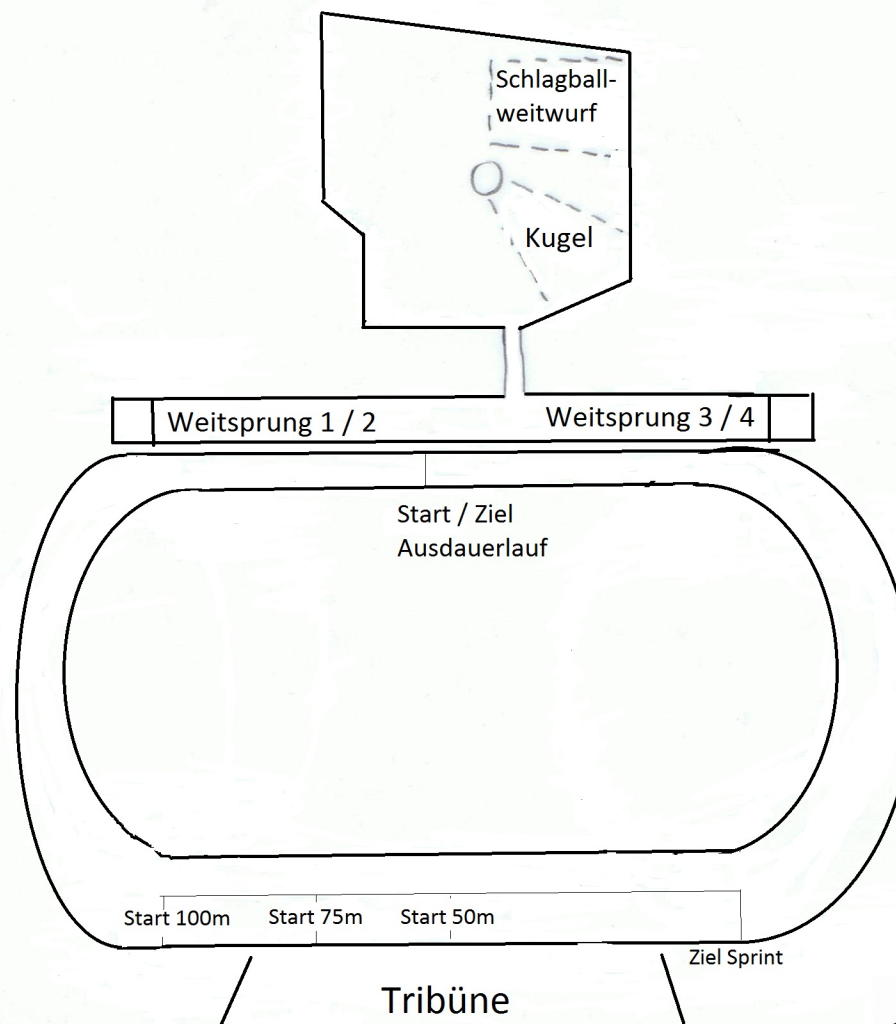 Schlagball-
weitwurf
Kugel
Weitsprung 1 / 2
Weitsprung 3 / 4
Start / Ziel
Ausdauerlauf
Start 100m
Start 75m
Start 50m
Ziel Sprint
Tribüne